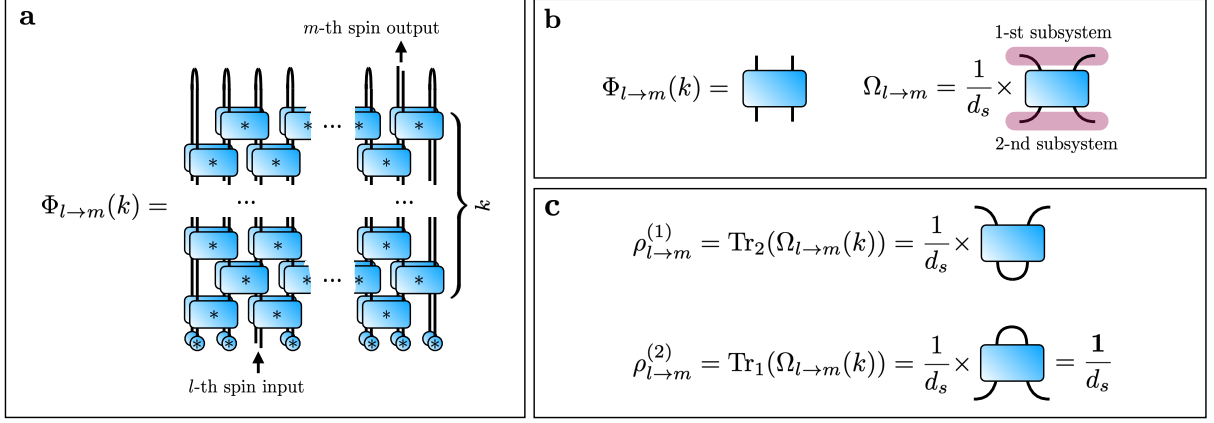 a
m-th spin output
* * ... * *
* * *
Φ_{l→m}(k) = ... ... k
* * *
* * * ... * *
* * *
* * * * *
l-th spin input
b
Φ_{l→m}(k) =
Ω_{l→m} = 1/d_s ×
1-st subsystem
2-nd subsystem
c
ρ^{(1)}_{l→m} = Tr_2(Ω_{l→m}(k)) = 1/d_s ×
ρ^{(2)}_{l→m} = Tr_1(Ω_{l→m}(k)) = 1/d_s × = 1/d_s